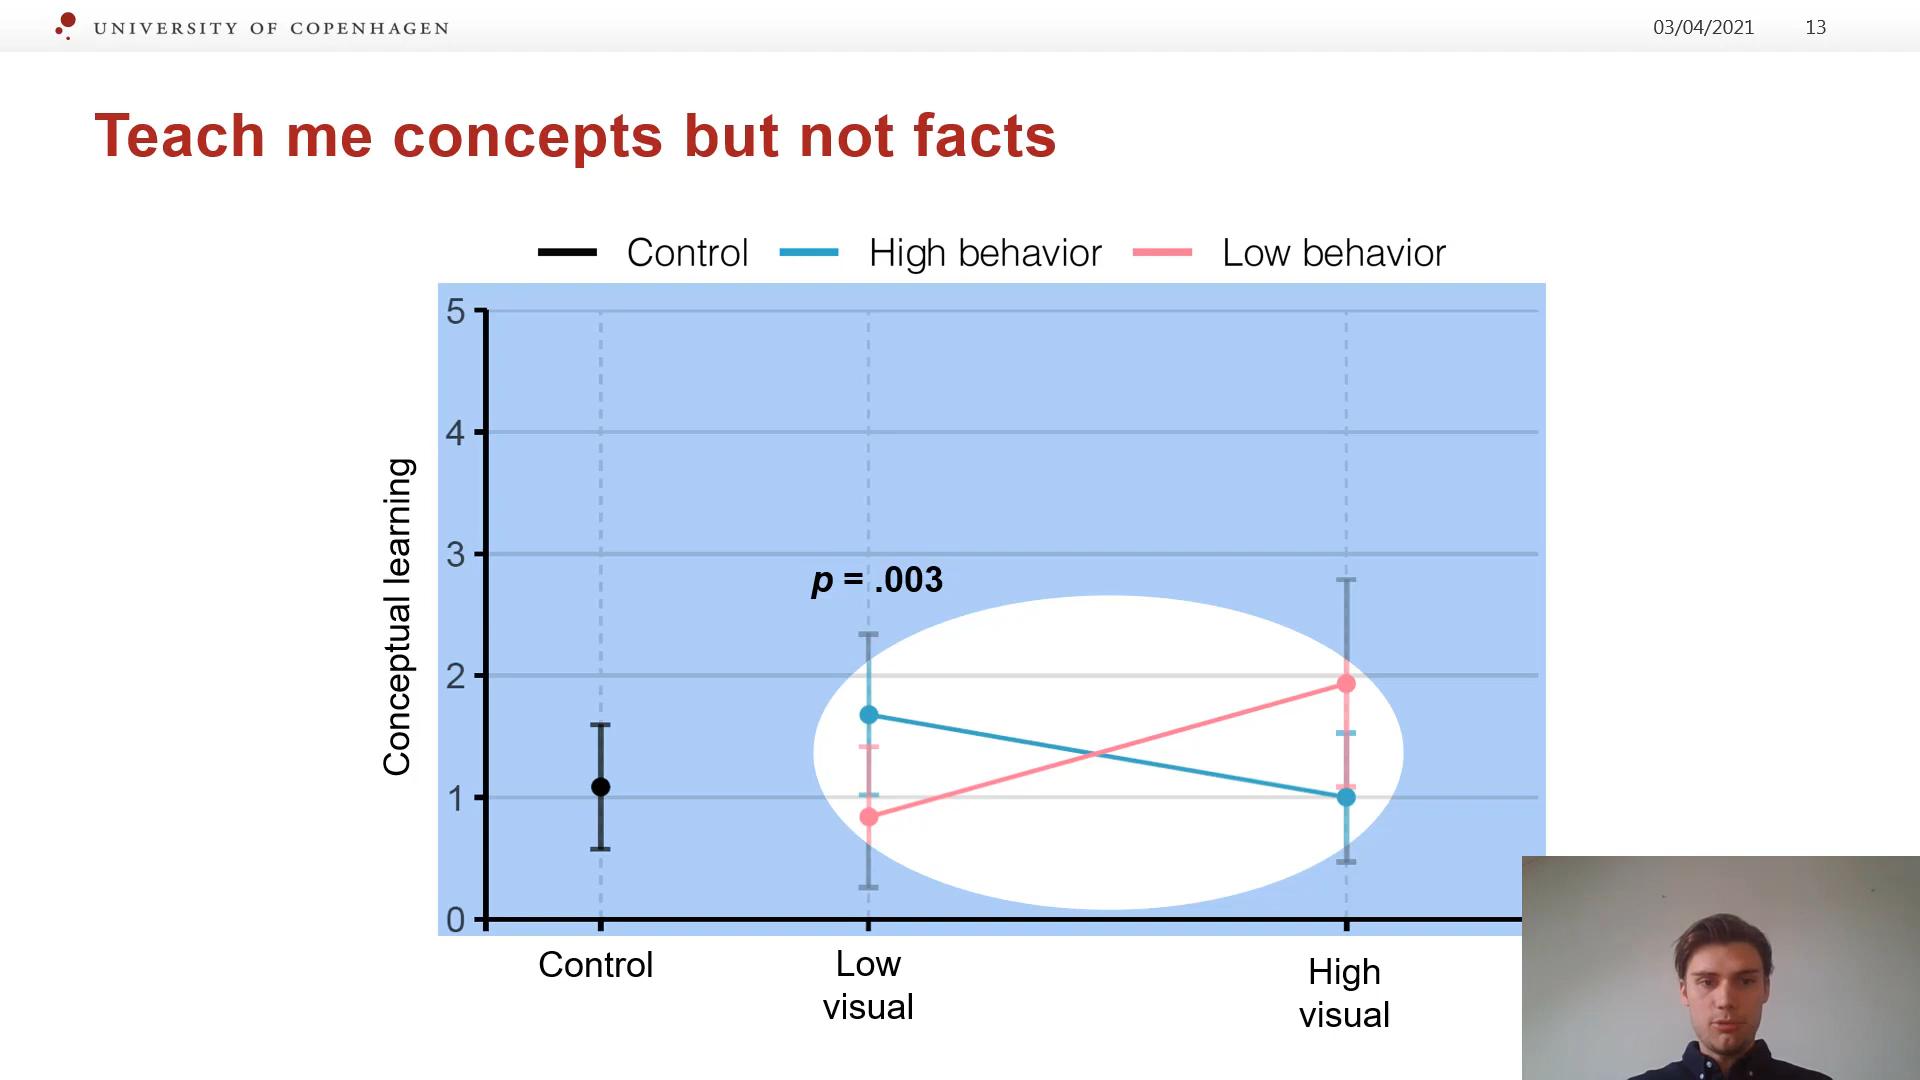 UNIVERSITY OF COPENHAGEN
03/04/2021 13
Teach me concepts but not facts
Control High behavior Low behavior
Conceptual learning
5
4
3
2
1
0
p = .003
Control
Low
visual
High
visual